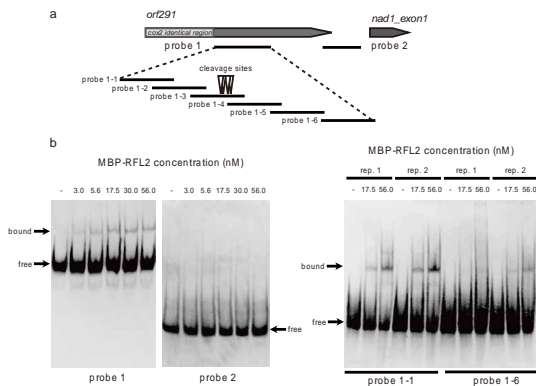 a
orf291
nad1_exon1
cox2 identical region
probe 1
probe 2
cleavage sites
probe 1-1
probe 1-2
probe 1-3
probe 1-4
probe 1-5
probe 1-6
b
MBP-RFL2 concentration (nM)
- 3.0 5.6 17.5 30.0 56.0
- 3.0 5.6 17.5 30.0 56.0
bound
free
free
probe 1
probe 2
MBP-RFL2 concentration (nM)
rep. 1 rep. 2 rep. 1 rep. 2
- 17.5 56.0 - 17.5 56.0 - 17.5 56.0 - 17.5 56.0
bound
free
probe 1-1
probe 1-6